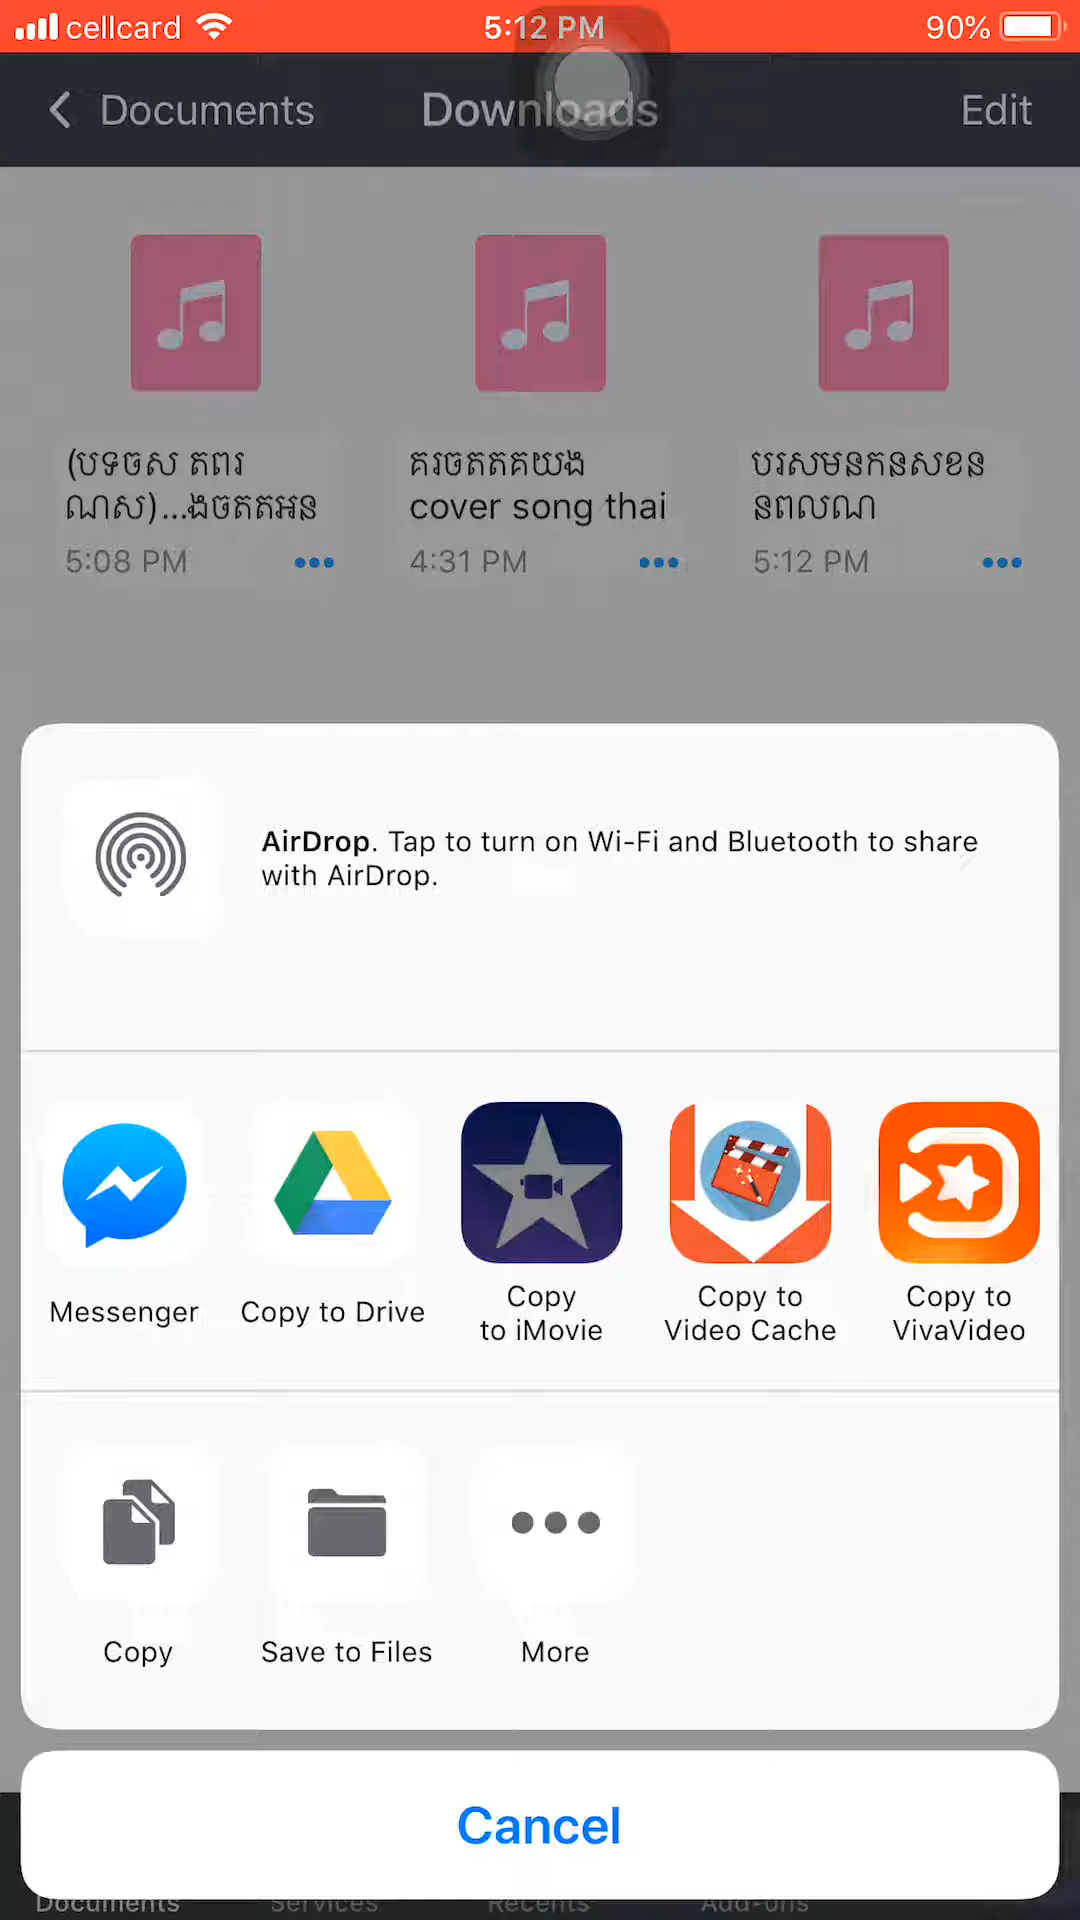 cellcard 5:12 PM 90%
Documents Downloads Edit
(បទចស តពរ
ណស)...ងចតតអន
5:08 PM
គរចតតគយង
cover song thai
4:31 PM
បរសមនកនសខន
នពលណ
5:12 PM
AirDrop. Tap to turn on Wi-Fi and Bluetooth to share
with AirDrop.
Messenger
Copy to Drive
Copy
to iMovie
Copy to
Video Cache
Copy to
VivaVideo
Copy
Save to Files
More
Cancel
Documents Services Recents Add-ons